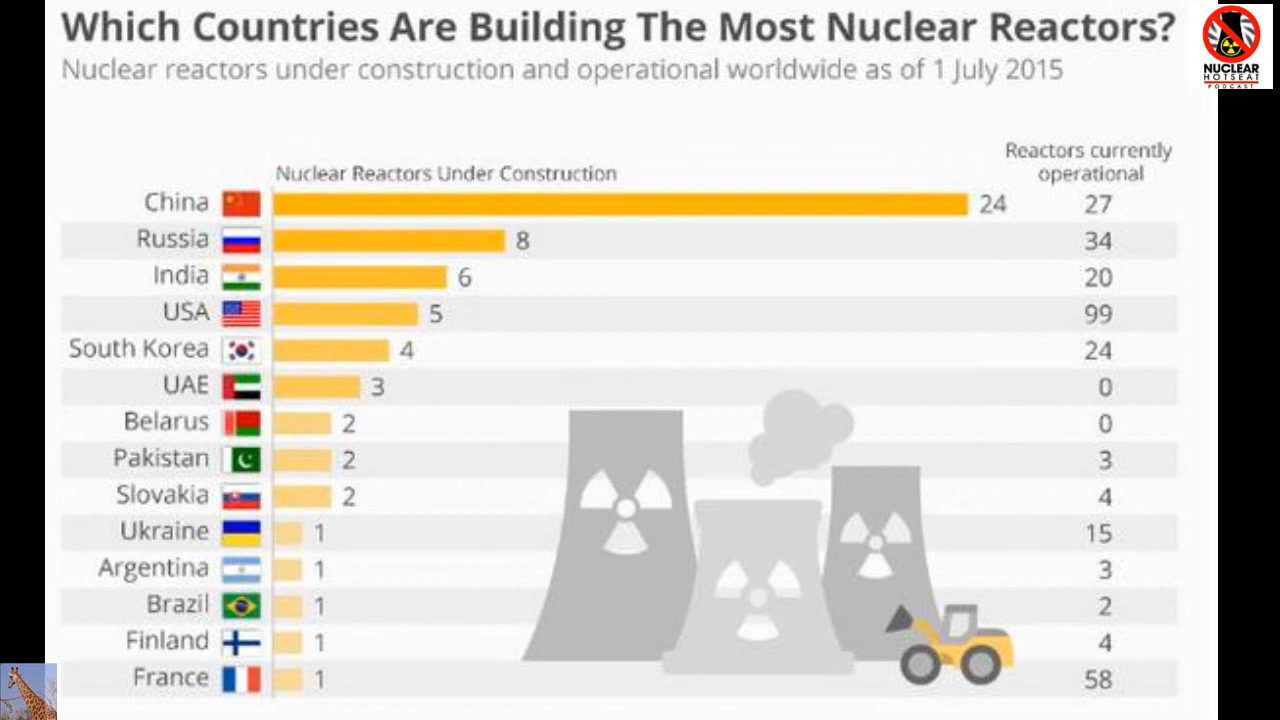 Which Countries Are Building The Most Nuclear Reactors?
Nuclear reactors under construction and operational worldwide as of 1 July 2015
NUCLEAR
HOTSEAT
PODCAST
Nuclear Reactors Under Construction
Reactors currently
operational
China 24 27
Russia 8 34
India 6 20
USA 5 99
South Korea 4 24
UAE 3 0
Belarus 2 0
Pakistan 2 3
Slovakia 2 4
Ukraine 1 15
Argentina 1 3
Brazil 1 2
Finland 1 4
France 1 58